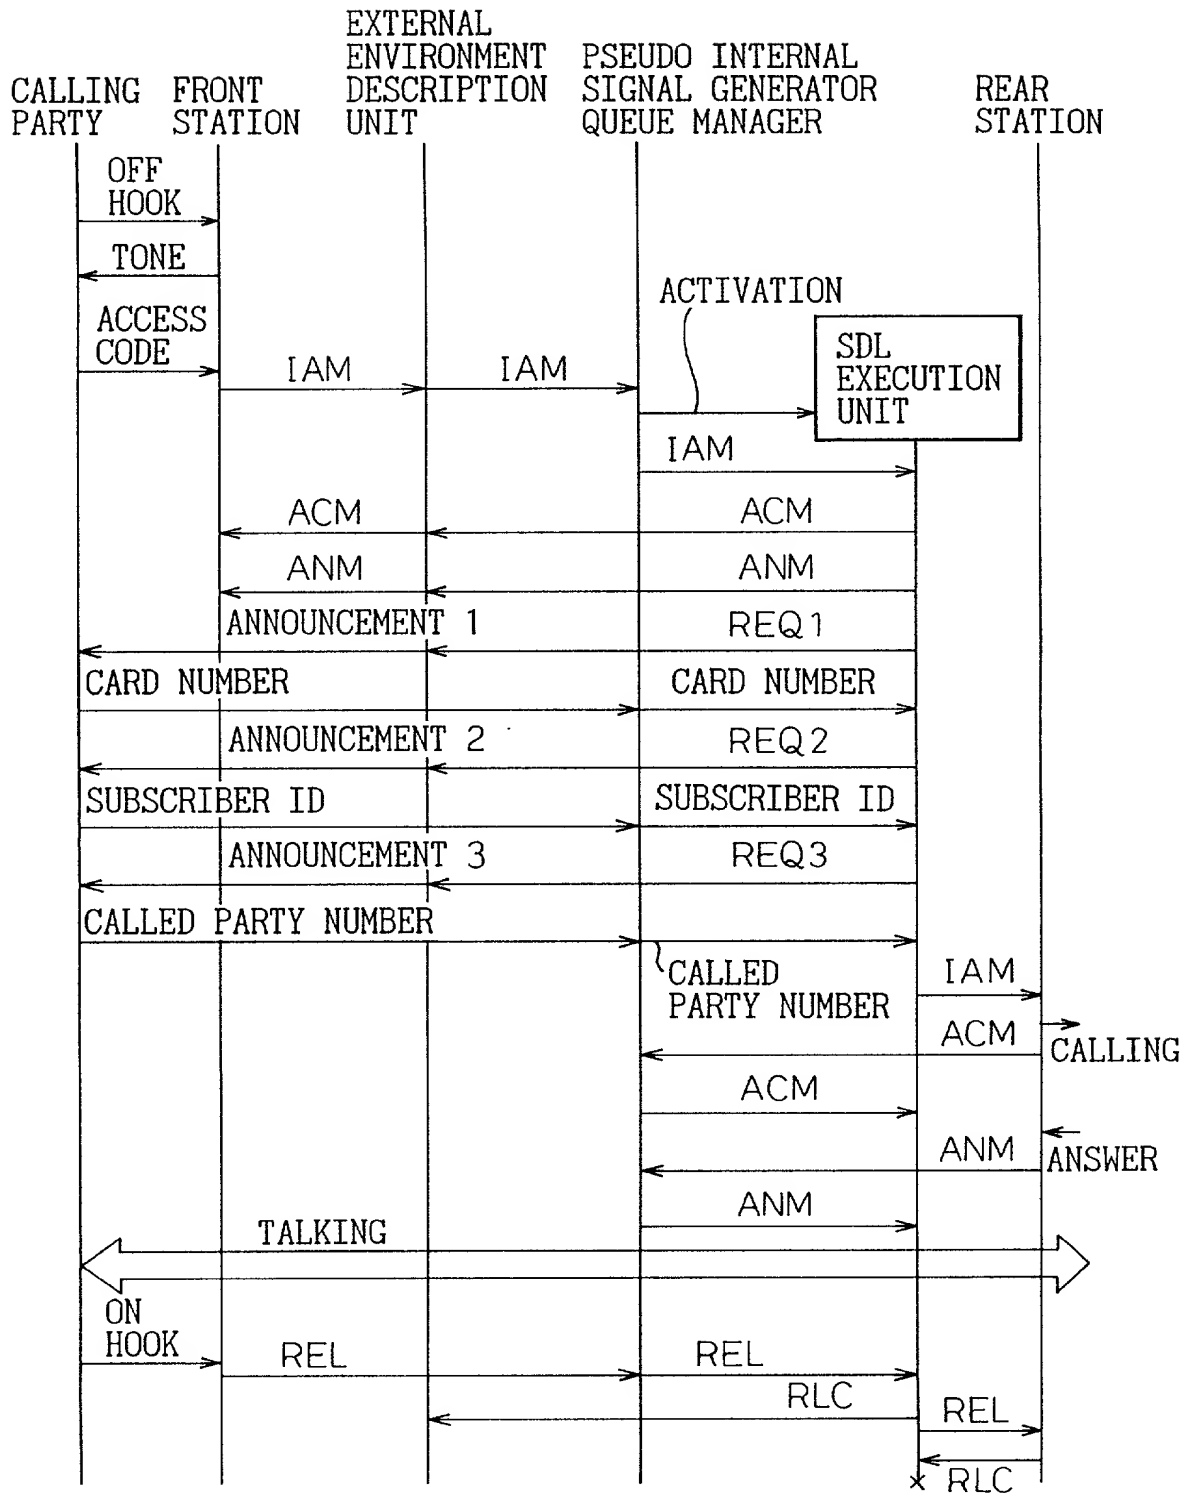 CALLING
PARTY
FRONT
STATION
EXTERNAL
ENVIRONMENT
DESCRIPTION
UNIT
PSEUDO INTERNAL
SIGNAL GENERATOR
QUEUE MANAGER
REAR
STATION
OFF
HOOK
TONE
ACCESS
CODE
ACTIVATION
SDL
EXECUTION
UNIT
IAM
IAM
IAM
ACM
ACM
ANM
ANM
ANNOUNCEMENT 1
REQ1
CARD NUMBER
CARD NUMBER
ANNOUNCEMENT 2
REQ2
SUBSCRIBER ID
SUBSCRIBER ID
ANNOUNCEMENT 3
REQ3
CALLED PARTY NUMBER
CALLED
PARTY NUMBER
IAM
ACM
CALLING
ACM
ANM
ANSWER
ANM
TALKING
ON
HOOK
REL
REL
RLC
REL
RLC